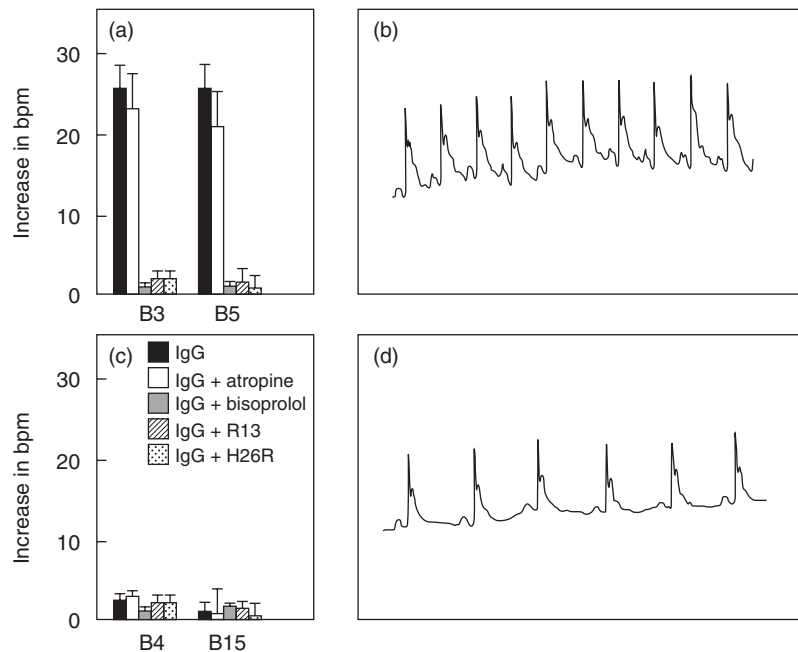 (a)
Increase in bpm
30
20
10
0
B3 B5
(b)
(c)
Increase in bpm
30
20
10
0
IgG
IgG + atropine
IgG + bisoprolol
IgG + R13
IgG + H26R
B4 B15
(d)